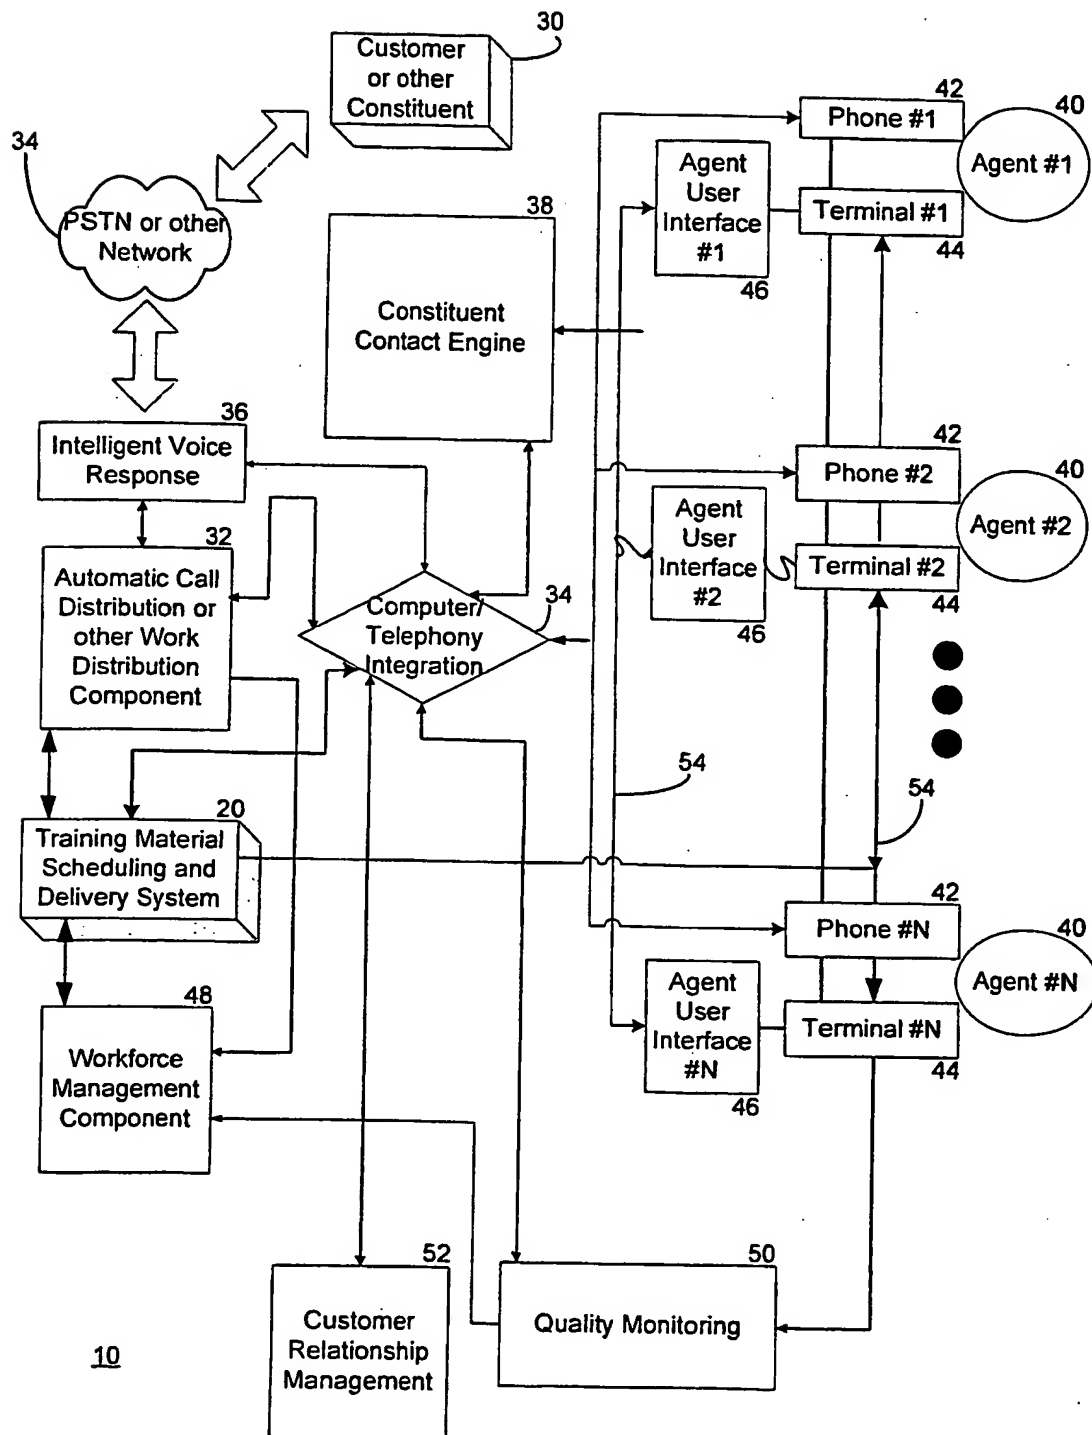 30
Customer
or other
Constituent
34
PSTN or other
Network
38
Constituent
Contact Engine
42
Phone #1
40
Agent #1
Agent
User
Interface
#1
46
Terminal #1
44
36
Intelligent Voice
Response
32
Automatic Call
Distribution or
other Work
Distribution
Component
Computer/
Telephony
Integration
34
42
Phone #2
40
Agent #2
Agent
User
Interface
#2
46
Terminal #2
44
54
54
20
Training Material
Scheduling and
Delivery System
42
Phone #N
40
Agent #N
Agent
User
Interface
#N
46
Terminal #N
44
48
Workforce
Management
Component
52
Customer
Relationship
Management
50
Quality Monitoring
10